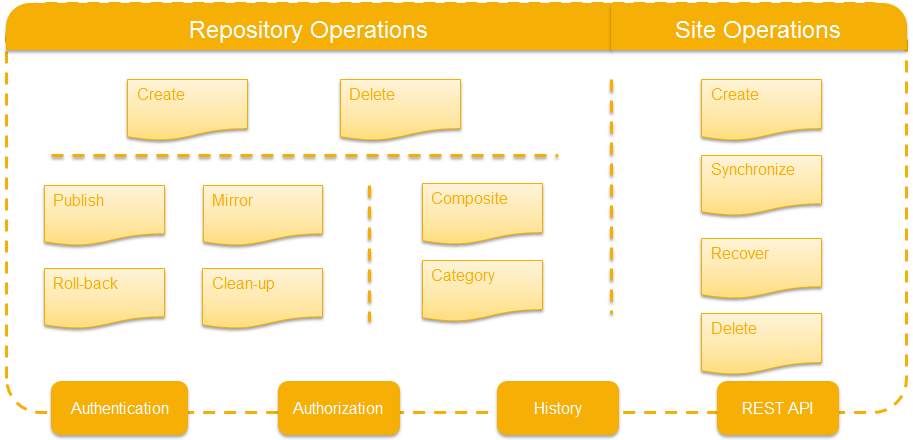 Repository Operations
Site Operations
Create
Delete
Publish
Mirror
Roll-back
Clean-up
Composite
Category
Create
Synchronize
Recover
Delete
Authentication
Authorization
History
REST API